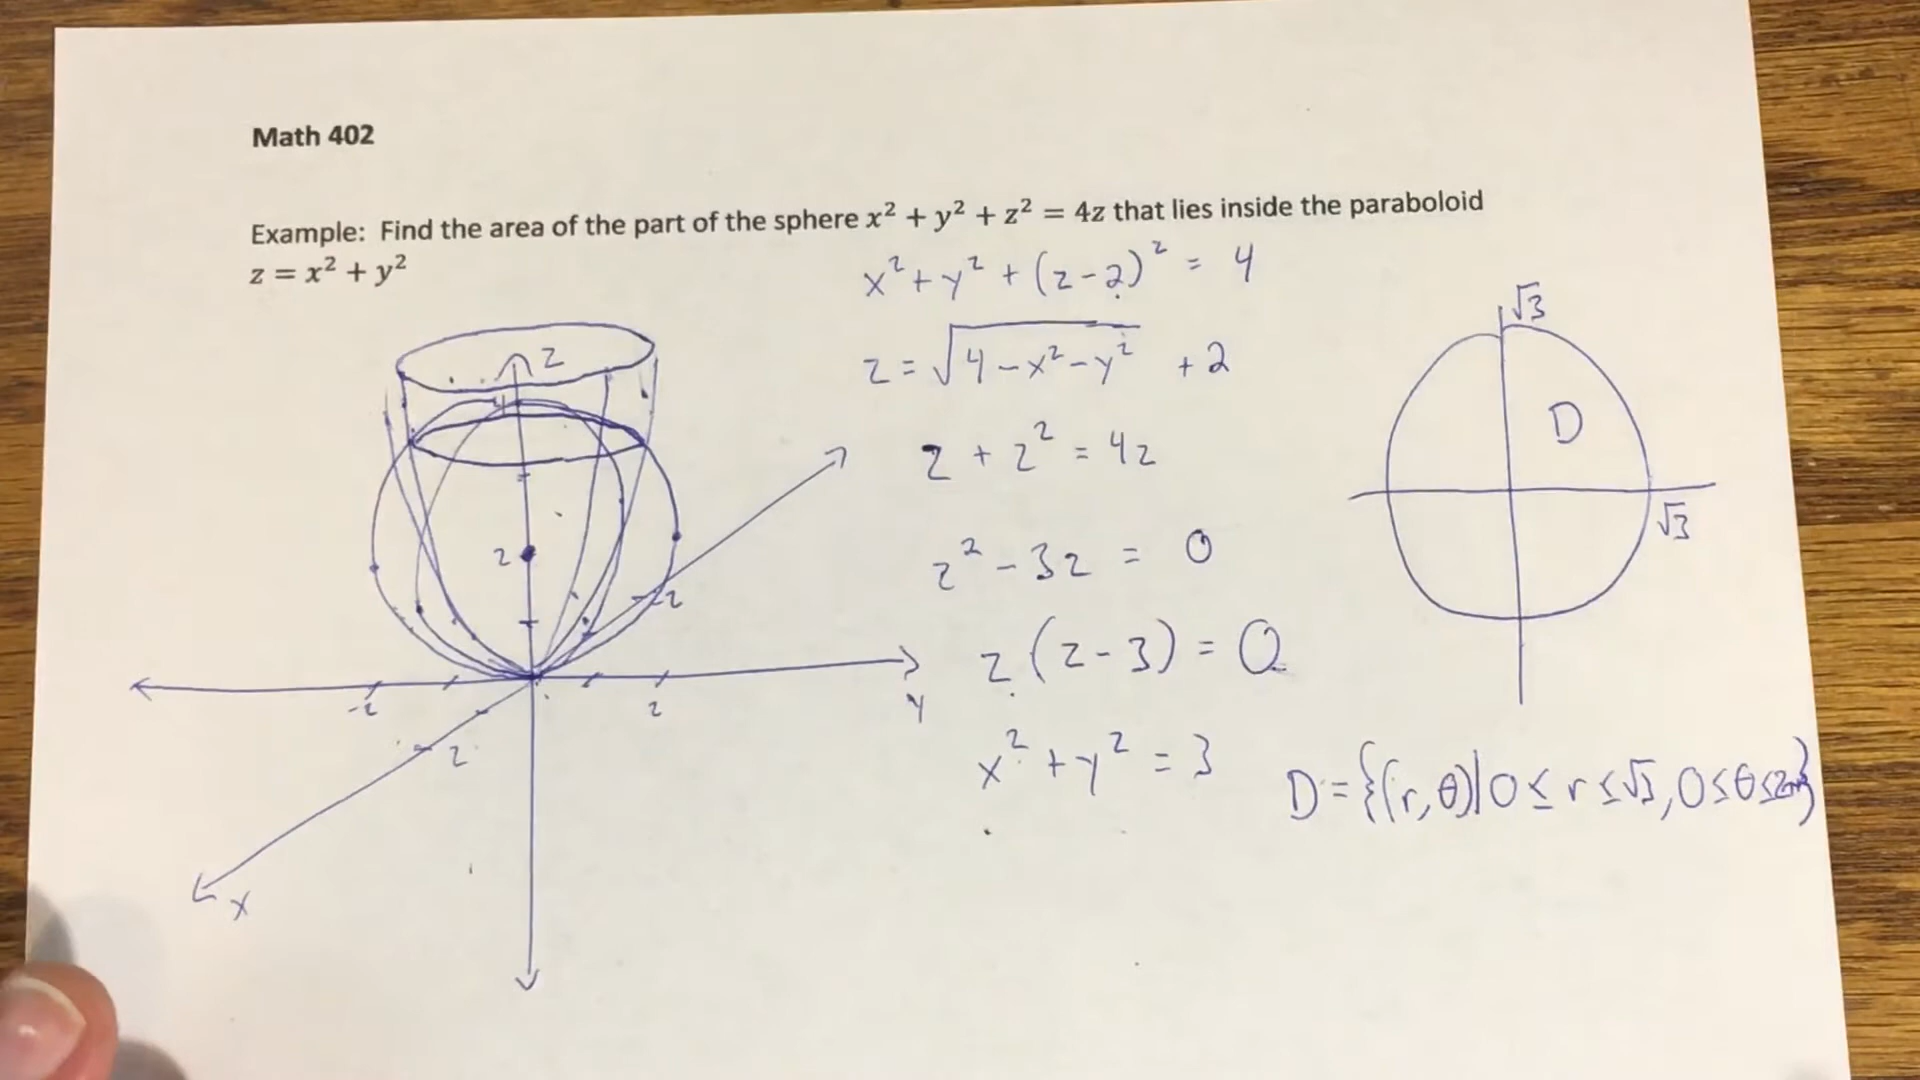 Math 402
Example: Find the area of the part of the sphere x² + y² + z² = 4z that lies inside the paraboloid
z = x² + y²
x² + y² + (z - 2)² = 4
z = √(4 - x² - y²) + 2
z + z² = 4z
z² - 3z = 0
z (z - 3) = 0
x² + y² = 3
z
4
2
-2
-2
2
y
2
x
√3
D
√3
D = {(r, θ) | 0 ≤ r ≤ √3, 0 ≤ θ ≤ 2π}